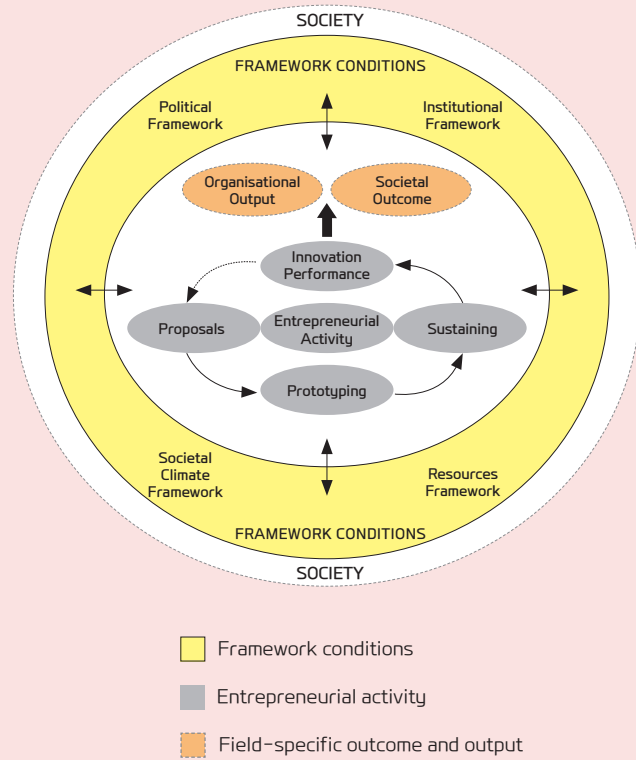 SOCIETY
FRAMEWORK CONDITIONS
Political
Framework
Institutional
Framework
Organisational
Output
Societal
Outcome
Innovation
Performance
Proposals
Entrepreneurial
Activity
Sustaining
Prototyping
Societal
Climate
Framework
Resources
Framework
FRAMEWORK CONDITIONS
SOCIETY
Framework conditions
Entrepreneurial activity
Field-specific outcome and output